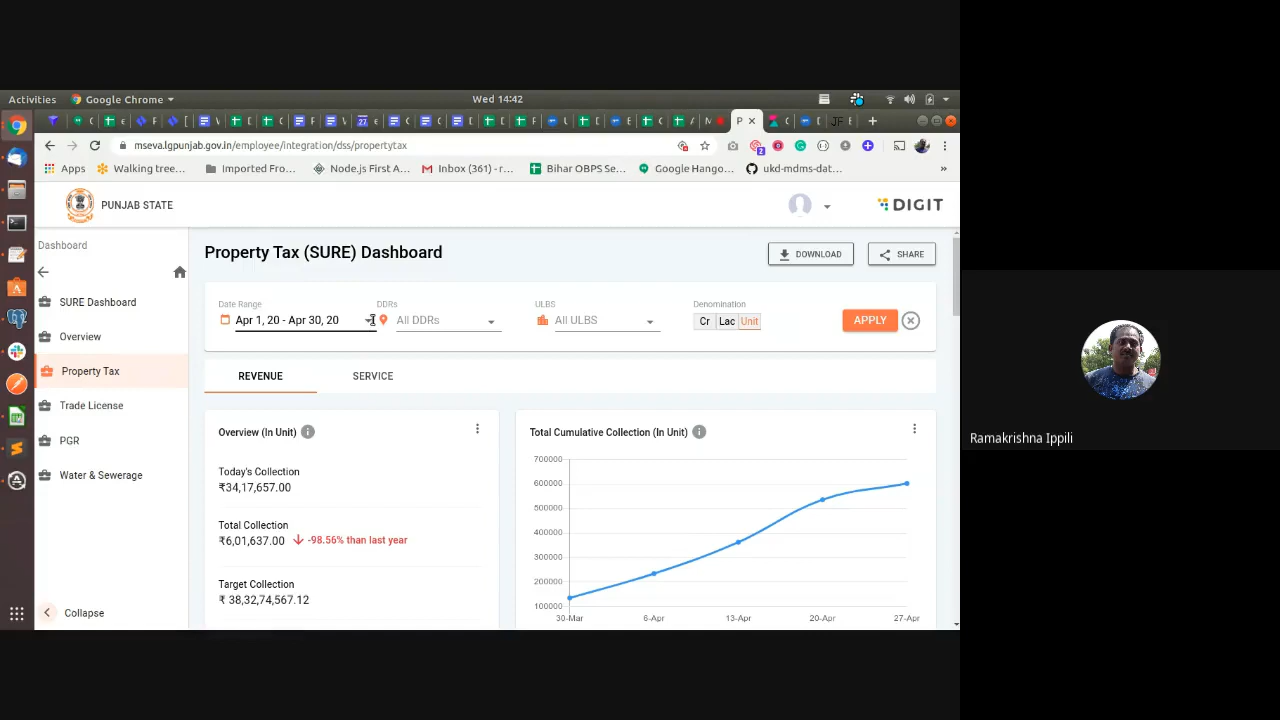 Activities Google Chrome Wed 14:42
mseva.lgpunjab.gov.in/employee/integration/dss/propertytax
Apps Walking tree... Imported Fro... Node.js First A... Inbox (361) - r... Bihar OBPS Se... Google Hango... ukd-mdms-dat... »
PUNJAB STATE DIGIT
Dashboard
SURE Dashboard
Overview
Property Tax
Trade License
PGR
Water & Sewerage
Collapse
Property Tax (SURE) Dashboard DOWNLOAD SHARE
Date Range DDRs ULBS Denomination
Apr 1, 20 - Apr 30, 20 All DDRs All ULBS Cr Lac Unit APPLY
REVENUE SERVICE
Overview (In Unit)
Today's Collection
₹34,17,657.00
Total Collection
₹6,01,637.00 -98.56% than last year
Target Collection
₹ 38,32,74,567.12
Total Cumulative Collection (In Unit)
700000
600000
500000
400000
300000
200000
100000
30-Mar 6-Apr 13-Apr 20-Apr 27-Apr
Ramakrishna Ippili